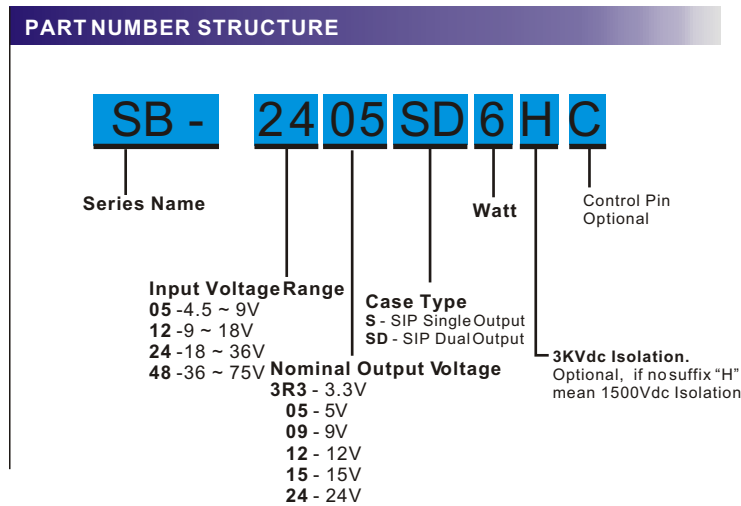 PART NUMBER STRUCTURE
SB - 24 05 SD 6 H C
Series Name
Watt
Control Pin
Optional
Input Voltage Range
05 -4.5 ~ 9V
12 -9 ~ 18V
24 -18 ~ 36V
48 -36 ~ 75V
Case Type
S - SIP Single Output
SD - SIP Dual Output
Nominal Output Voltage
3R3 - 3.3V
05 - 5V
09 - 9V
12 - 12V
15 - 15V
24 - 24V
3KVdc Isolation.
Optional, if no suffix “H”
mean 1500Vdc Isolation